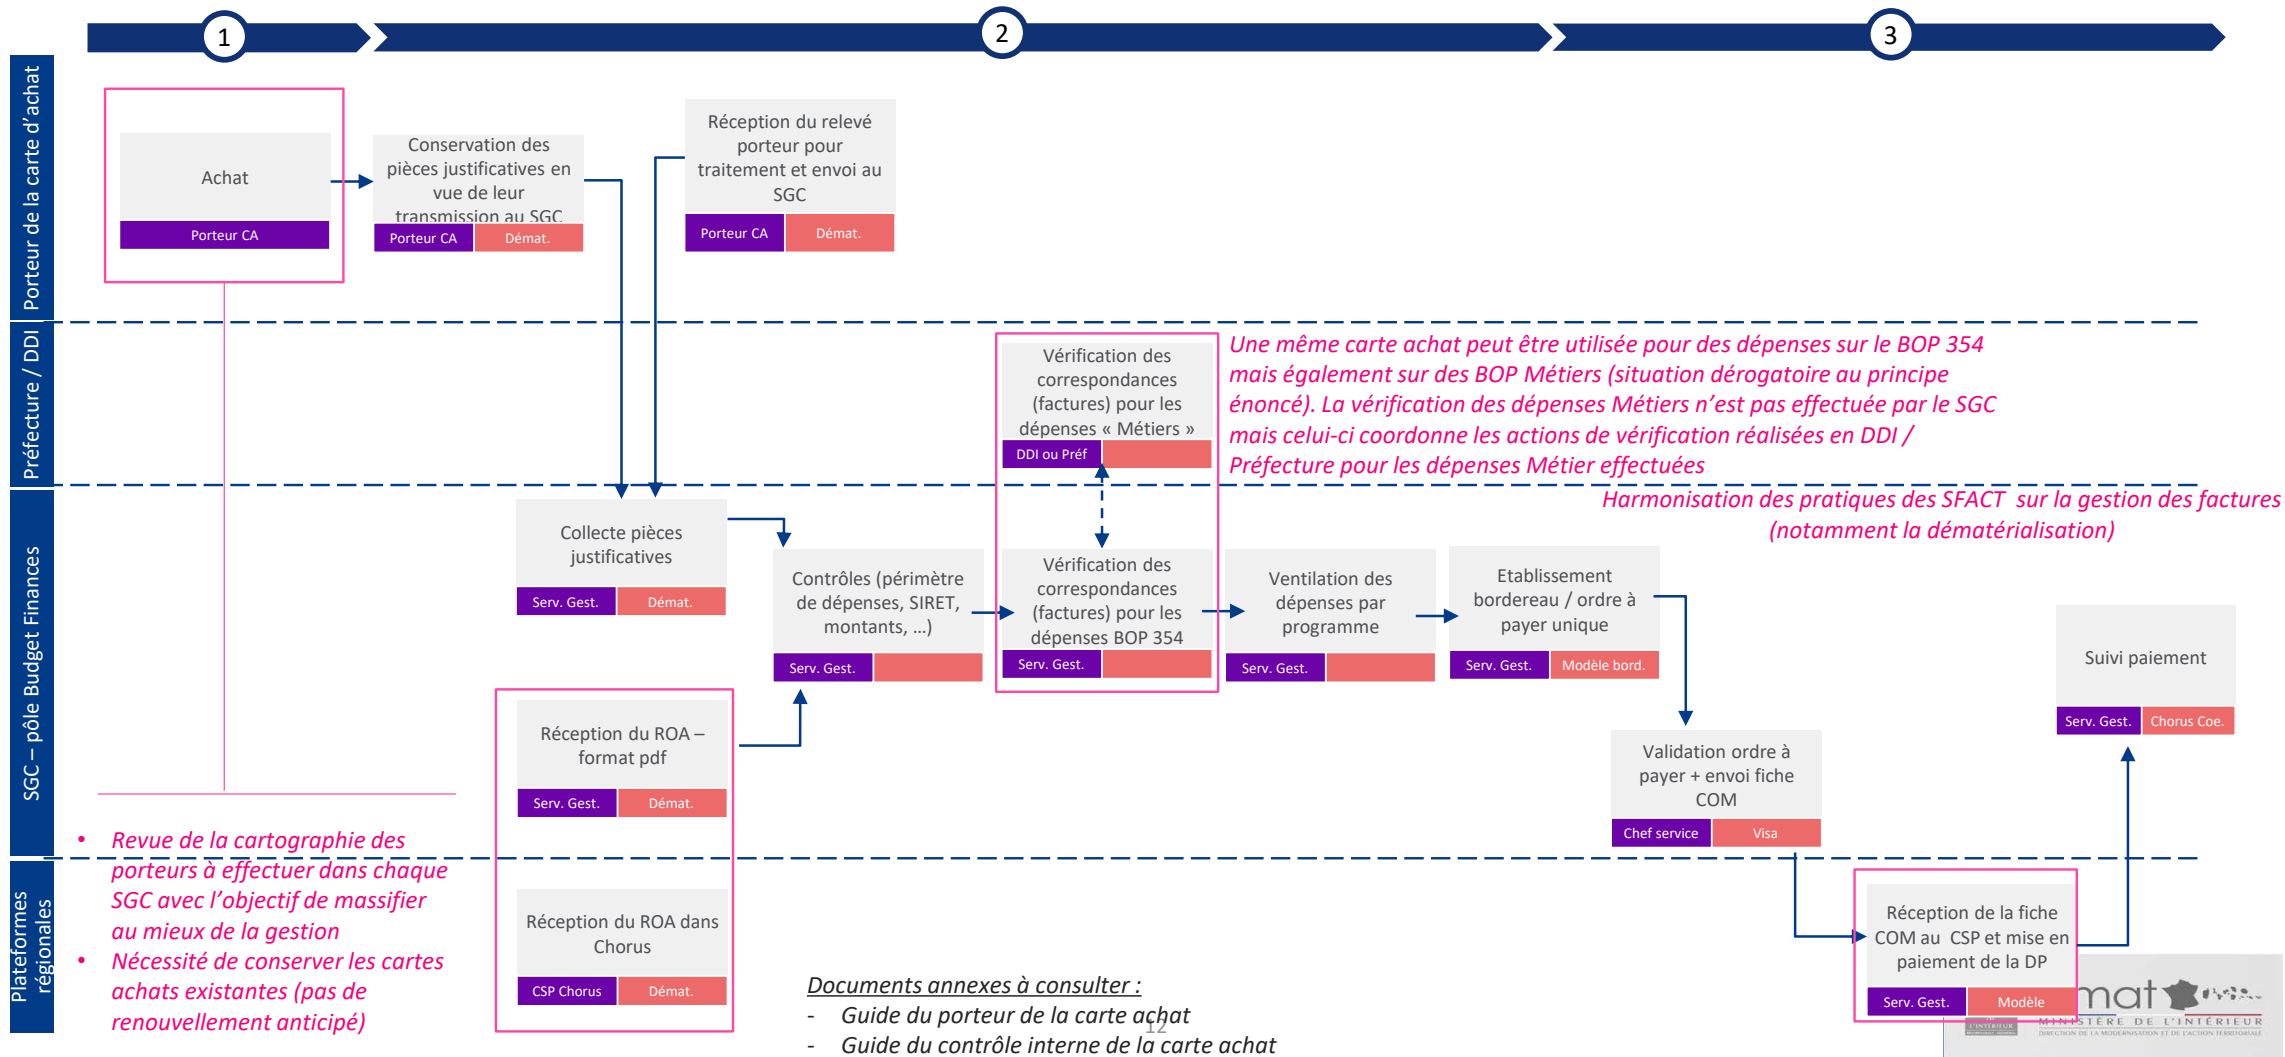 1
2
3
Porteur de la carte d'achat
Achat
Porteur CA
Conservation des
pièces justificatives en
vue de leur
transmission au SGC
Porteur CA
Démat.
Réception du relevé
porteur pour
traitement et envoi au
SGC
Porteur CA
Démat.
Préfecture / DDI
Vérification des
correspondances
(factures) pour les
dépenses « Métiers »
DDI ou Préf
Une même carte achat peut être utilisée pour des dépenses sur le BOP 354
mais également sur des BOP Métiers (situation dérogatoire au principe
énoncé). La vérification des dépenses Métiers n'est pas effectuée par le SGC
mais celui-ci coordonne les actions de vérification réalisées en DDI /
Préfecture pour les dépenses Métier effectuées
Harmonisation des pratiques des SFACT sur la gestion des factures
(notamment la dématérialisation)
SGC – pôle Budget Finances
Collecte pièces
justificatives
Serv. Gest.
Démat.
Contrôles (périmètre
de dépenses, SIRET,
montants, …)
Serv. Gest.
Vérification des
correspondances
(factures) pour les
dépenses BOP 354
Serv. Gest.
Ventilation des
dépenses par
programme
Serv. Gest.
Etablissement
bordereau / ordre à
payer unique
Serv. Gest.
Modèle bord.
Suivi paiement
Serv. Gest.
Chorus Coe.
Réception du ROA –
format pdf
Serv. Gest.
Démat.
Validation ordre à
payer + envoi fiche
COM
Chef service
Visa
• Revue de la cartographie des
porteurs à effectuer dans chaque
SGC avec l'objectif de massifier
au mieux de la gestion
• Nécessité de conserver les cartes
achats existantes (pas de
renouvellement anticipé)
Plateformes
régionales
Réception du ROA dans
Chorus
CSP Chorus
Démat.
Réception de la fiche
COM au CSP et mise en
paiement de la DP
Serv. Gest.
Modèle
Documents annexes à consulter :
- Guide du porteur de la carte achat
- Guide du contrôle interne de la carte achat
12
mat
L'INTÉRIEUR
MINISTÈRE DE L'INTÉRIEUR
DIRECTION DE LA MODERNISATION ET DE L'ACTION TERRITORIALE